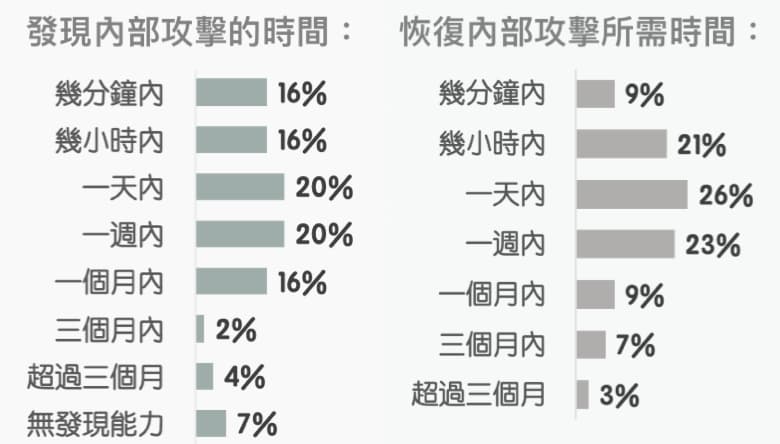 發現內部攻擊的時間：
幾分鐘內 16%
幾小時內 16%
一天內 20%
一週內 20%
一個月內 16%
三個月內 2%
超過三個月 4%
無發現能力 7%
恢復內部攻擊所需時間：
幾分鐘內 9%
幾小時內 21%
一天內 26%
一週內 23%
一個月內 9%
三個月內 7%
超過三個月 3%